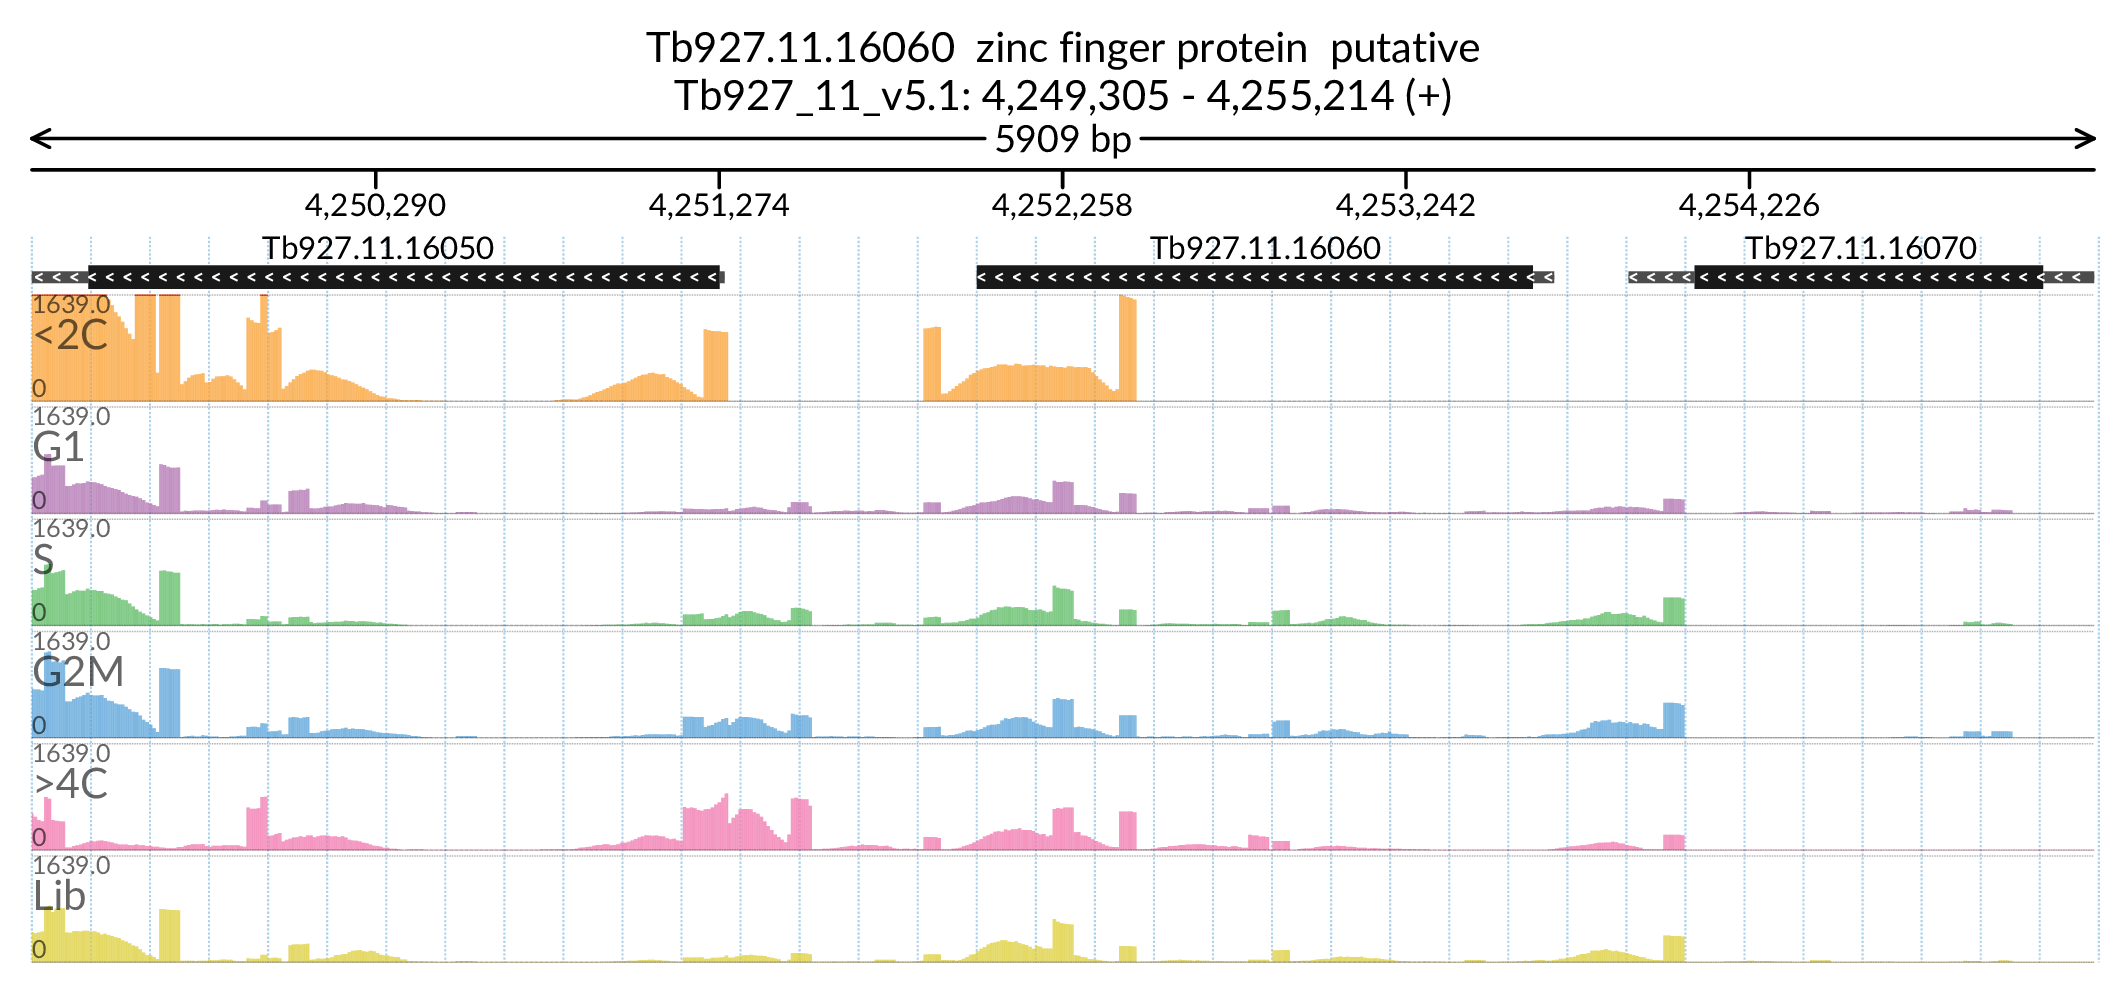 Tb927.11.16060 zinc finger protein putative
Tb927_11_v5.1: 4,249,305 - 4,255,214 (+)
5909 bp
4,250,290 4,251,274 4,252,258 4,253,242 4,254,226
Tb927.11.16050 Tb927.11.16060 Tb927.11.16070
1639.0
<2C
0
1639.0
G1
0
1639.0
S
0
1639.0
G2M
0
1639.0
>4C
0
1639.0
Lib
0